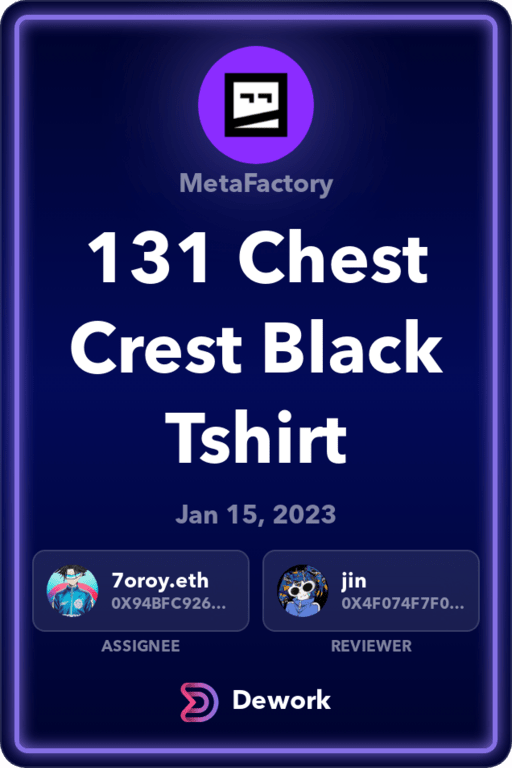 MetaFactory
131 Chest
Crest Black
Tshirt
Jan 15, 2023
7oroy.eth
0X94BFC926...
ASSIGNEE
jin
0X4F074F7F0...
REVIEWER
Dework